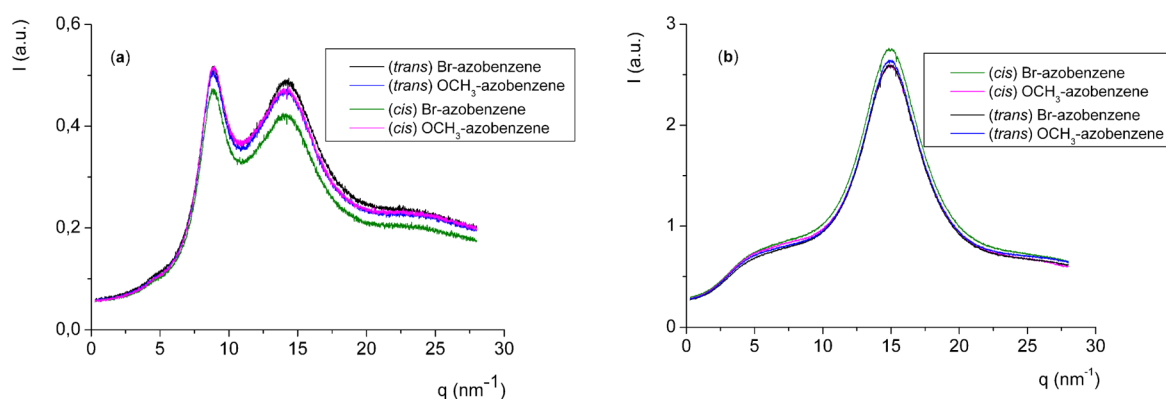 I (a.u.)
0,6
0,4
0,2
0,0
(a)
(trans) Br-azobenzene
(trans) OCH3-azobenzene
(cis) Br-azobenzene
(cis) OCH3-azobenzene
0 5 10 15 20 25 30
q (nm-1)
I (a.u.)
3
2
1
0
(b)
(cis) Br-azobenzene
(cis) OCH3-azobenzene
(trans) Br-azobenzene
(trans) OCH3-azobenzene
0 5 10 15 20 25 30
q (nm-1)